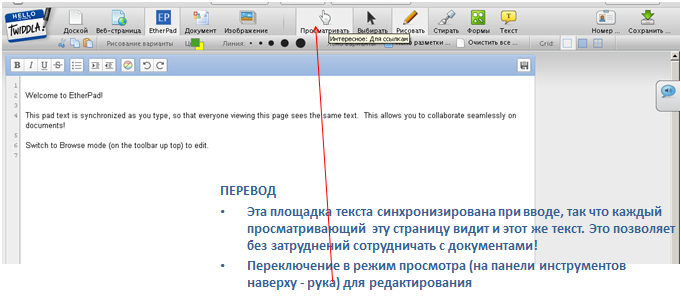 HELLO
TWIDDLA!
Доской Веб-страница EtherPad Документ Изображение Просматривать Выбирать Рисовать Стирать Формы Текст Номер ... Сохранить ...
Рисование варианты Линия: разметки ... Очистить все ... Grid:
Интересное: Для ссылкам
B I U S
1
2 Welcome to EtherPad!
3
4 This pad text is synchronized as you type, so that everyone viewing this page sees the same text. This allows you to collaborate seamlessly on
documents!
5
6 Switch to Browse mode (on the toolbar up top) to edit.
7
ПЕРЕВОД
• Эта площадка текста синхронизирована при вводе, так что каждый
просматривающий эту страницу видит и этот же текст. Это позволяет
без затруднений сотрудничать с документами!
• Переключение в режим просмотра (на панели инструментов
наверху - рука) для редактирования